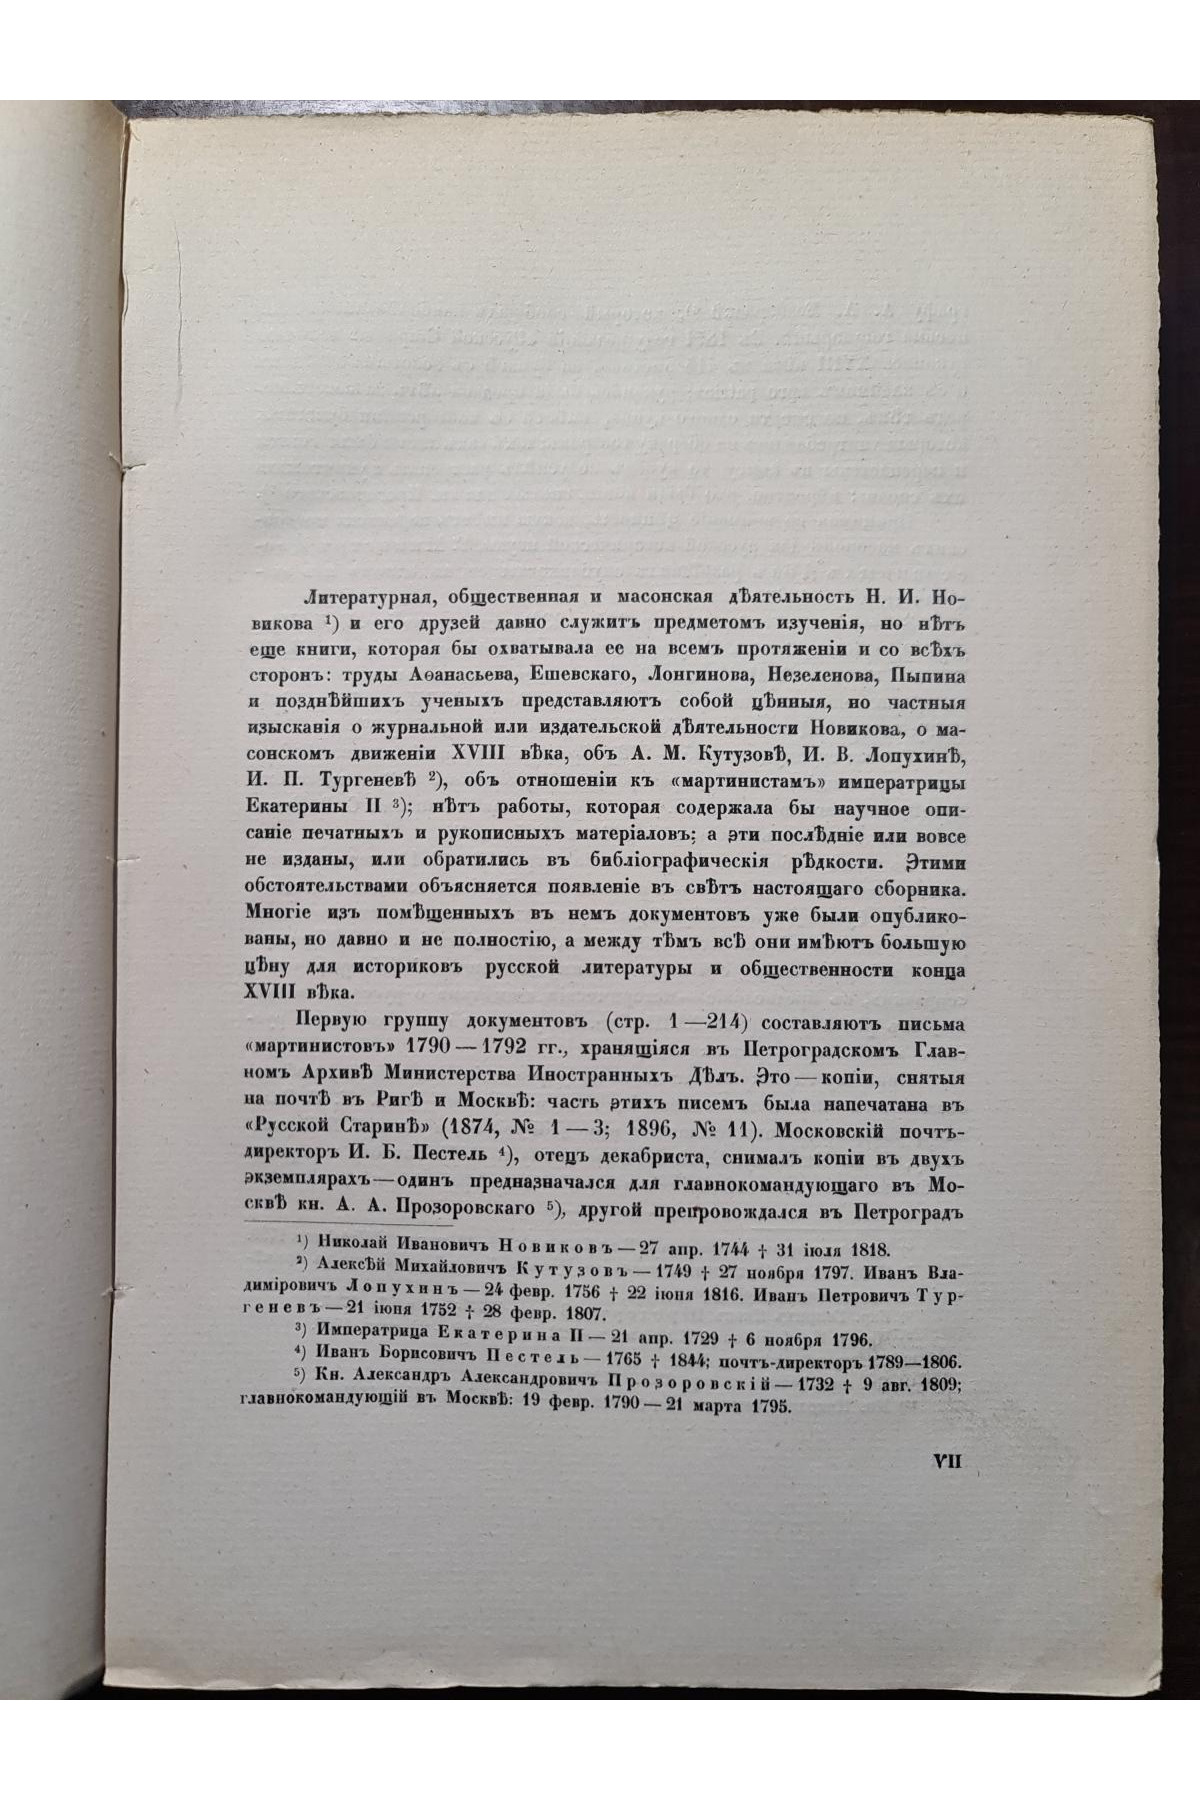 Литературная, общественная и масонская дѣятельность Н. И. Но-
викова ¹) и его друзей давно служитъ предметомъ изученія, но нѣтъ
еще книги, которая бы охватывала ее на всемъ протяженіи и со всѣхъ
сторонъ: труды Аѳанасьева, Ешевскаго, Лонгинова, Незеленова, Пыпина
и позднѣйшихъ ученыхъ представляютъ собой цѣнныя, но частныя
изысканія о журнальной или издательской дѣятельности Новикова, о ма-
сонскомъ движеніи XVIII вѣка, объ А. М. Кутузовѣ, И. В. Лопухинѣ,
И. П. Тургеневѣ ²), объ отношеніи къ «мартинистамъ» императрицы
Екатерины II ³); нѣтъ работы, которая содержала бы научное опи-
саніе печатныхъ и рукописныхъ матеріаловъ; а эти послѣдніе или вовсе
не изданы, или обратились въ библіографическія рѣдкости. Этими
обстоятельствами объясняется появленіе въ свѣтъ настоящаго сборника.
Многіе изъ помѣщенныхъ въ немъ документовъ уже были опублико-
ваны, но давно и не полностію, а между тѣмъ всѣ они имѣютъ большую
цѣну для историковъ русской литературы и общественности конца
XVIII вѣка.
Первую группу документовъ (стр. 1—214) составляютъ письма
«мартинистовъ» 1790—1792 гг., хранящіяся въ Петроградскомъ Глав-
номъ Архивѣ Министерства Иностранныхъ Дѣлъ. Это—копіи, снятыя
на почтѣ въ Ригѣ и Москвѣ: часть этихъ писемъ была напечатана въ
«Русской Старинѣ» (1874, № 1—3; 1896, № 11). Московскій почтъ-
директоръ И. Б. Пестель ⁴), отецъ декабриста, снималъ копіи въ двухъ
экземплярахъ—одинъ предназначался для главнокомандующаго въ Мо-
сквѣ кн. А. А. Прозоровскаго ⁵), другой препровождался въ Петроградъ
¹) Николай Ивановичъ Новиковъ—27 апр. 1744 † 31 іюля 1818.
²) Алексѣй Михайловичъ Кутузовъ—1749 † 27 ноября 1797. Иванъ Вла-
димировичъ Лопухинъ—24 февр. 1756 † 22 іюня 1816. Иванъ Петровичъ Тур-
геневъ—21 іюня 1752 † 28 февр. 1807.
³) Императрица Екатерина II—21 апр. 1729 † 6 ноября 1796.
⁴) Иванъ Борисовичъ Пестель—1765 † 1844; почтъ-директоръ 1789—1806.
⁵) Кн. Александръ Александровичъ Прозоровскій—1732 † 9 авг. 1809;
главнокомандующій въ Москвѣ: 19 февр. 1790—21 марта 1795.
VII